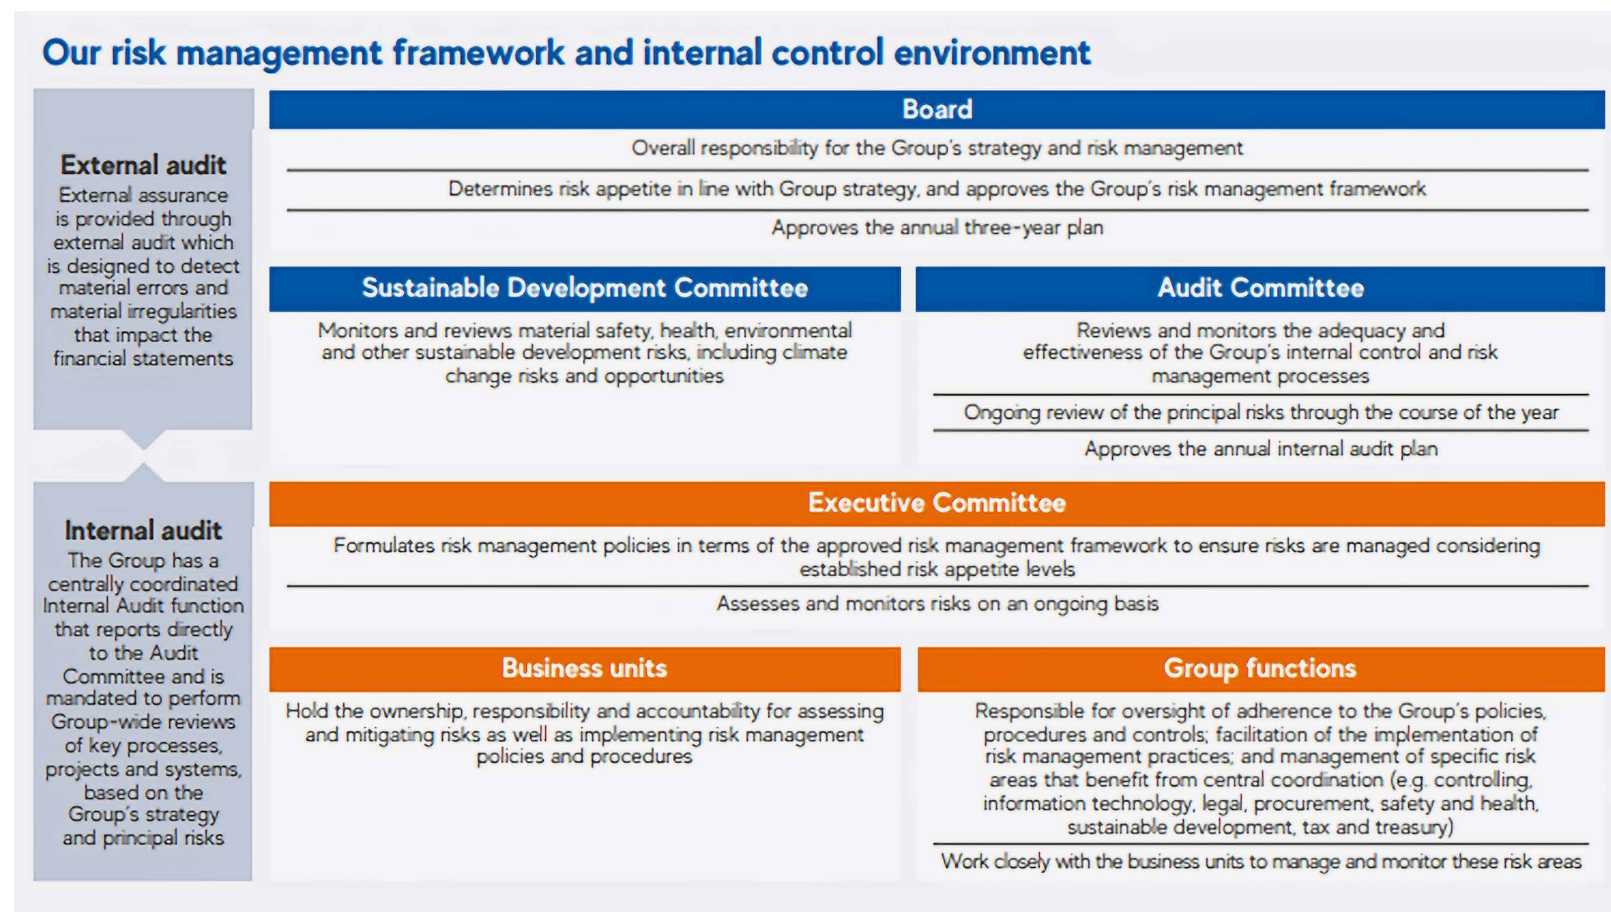 Our risk management framework and internal control environment
External audit
External assurance
is provided through
external audit which
is designed to detect
material errors and
material irregularities
that impact the
financial statements
Internal audit
The Group has a
centrally coordinated
Internal Audit function
that reports directly
to the Audit
Committee and is
mandated to perform
Group-wide reviews
of key processes,
projects and systems,
based on the
Group's strategy
and principal risks
Board
Overall responsibility for the Group's strategy and risk management
Determines risk appetite in line with Group strategy, and approves the Group's risk management framework
Approves the annual three-year plan
Sustainable Development Committee
Monitors and reviews material safety, health, environmental
and other sustainable development risks, including climate
change risks and opportunities
Audit Committee
Reviews and monitors the adequacy and
effectiveness of the Group's internal control and risk
management processes
Ongoing review of the principal risks through the course of the year
Approves the annual internal audit plan
Executive Committee
Formulates risk management policies in terms of the approved risk management framework to ensure risks are managed considering
established risk appetite levels
Assesses and monitors risks on an ongoing basis
Business units
Hold the ownership, responsibility and accountability for assessing
and mitigating risks as well as implementing risk management
policies and procedures
Group functions
Responsible for oversight of adherence to the Group's policies,
procedures and controls; facilitation of the implementation of
risk management practices; and management of specific risk
areas that benefit from central coordination (e.g. controlling,
information technology, legal, procurement, safety and health,
sustainable development, tax and treasury)
Work closely with the business units to manage and monitor these risk areas